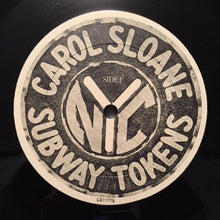 CAROL SLOANE
SIDE 1
NYC
SUBWAY TOKENS